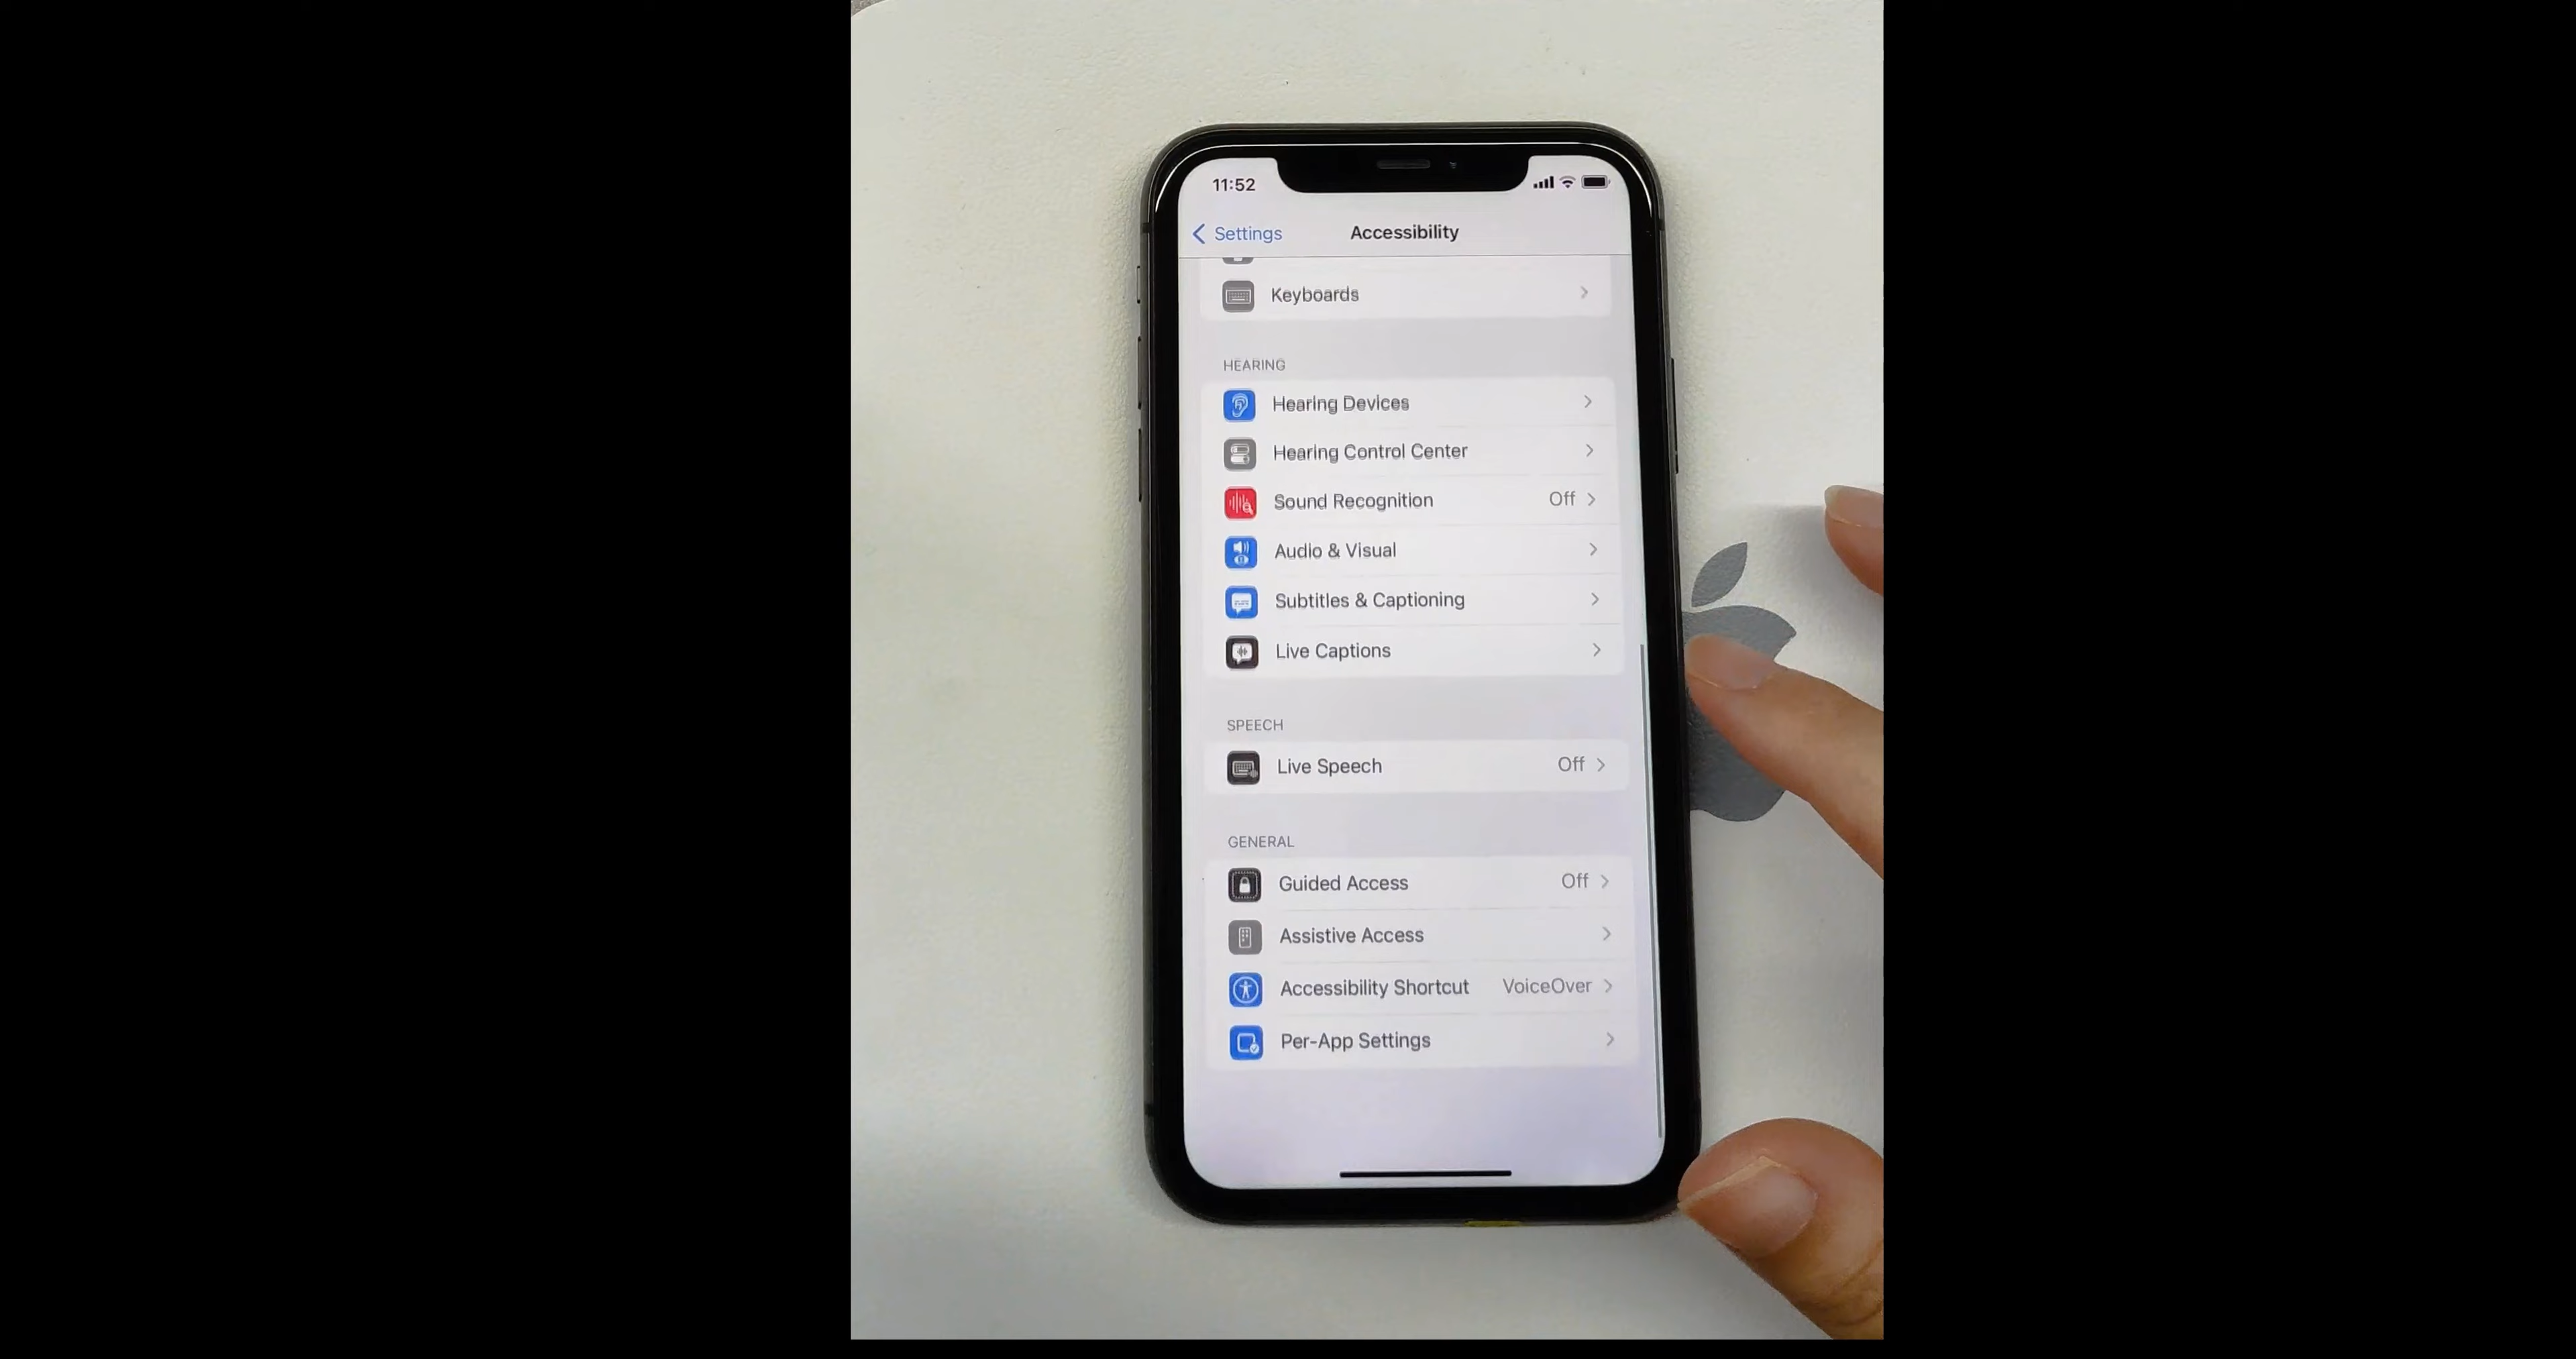 11:52
Settings
Accessibility
Keyboards
HEARING
Hearing Devices
Hearing Control Center
Sound Recognition Off
Audio & Visual
Subtitles & Captioning
Live Captions
SPEECH
Live Speech Off
GENERAL
Guided Access Off
Assistive Access
Accessibility Shortcut VoiceOver
Per-App Settings